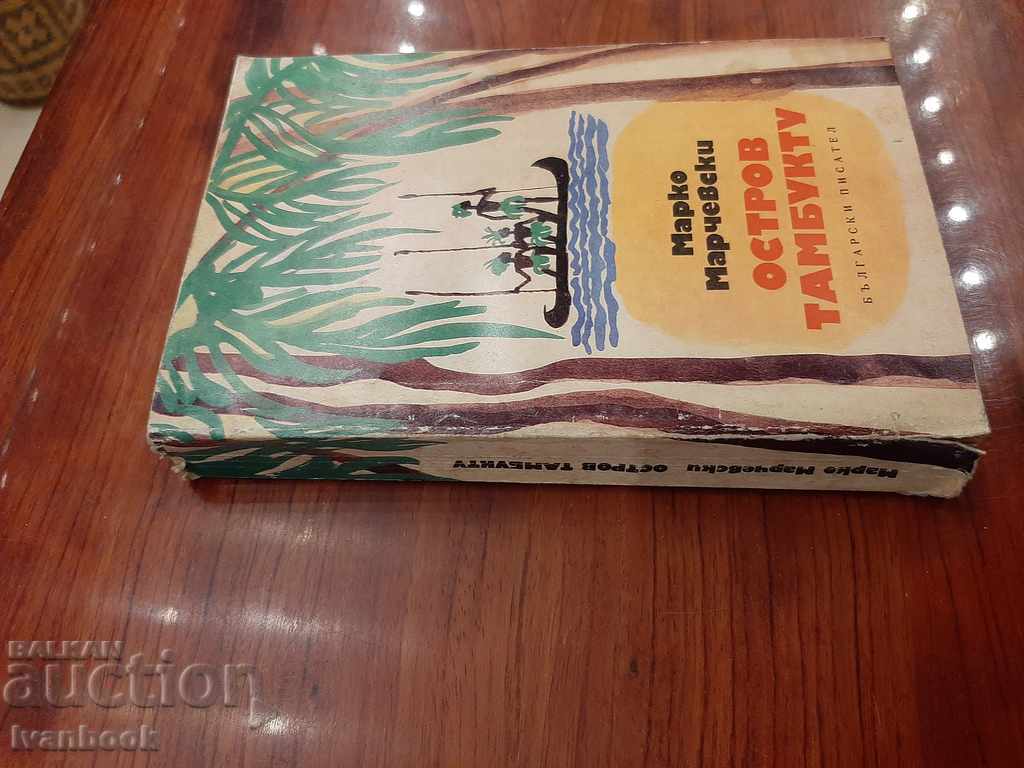 Марко
Марчевски
ОСТРОВ
ТАМБУКТУ
БЪЛГАРСКИ ПИСАТЕЛ
Марко Марчевски ОСТРОВ ТАМБУКТУ
BALKAN
auction
Ivanbook